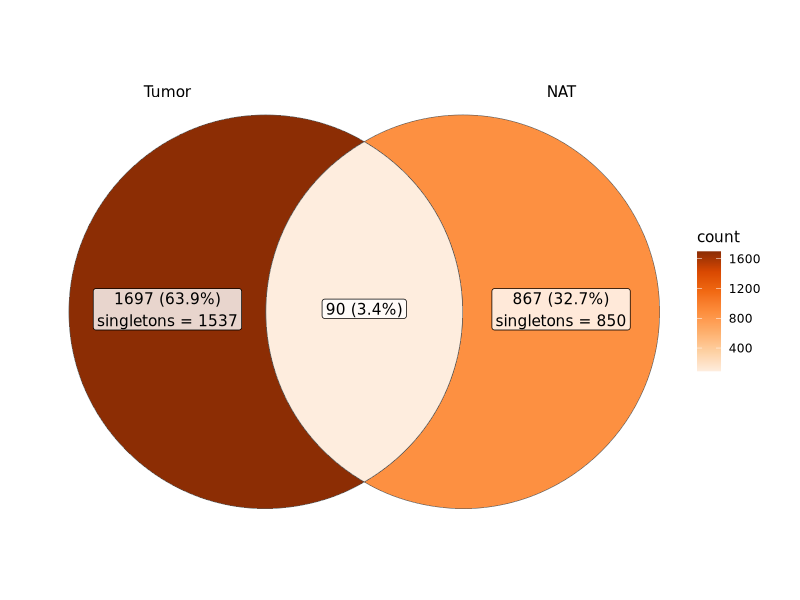 Tumor
NAT
1697 (63.9%)
singletons = 1537
90 (3.4%)
867 (32.7%)
singletons = 850
count
1600
1200
800
400